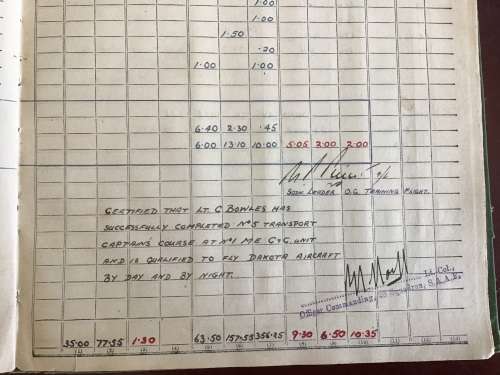 1.00
1.00
1.50
.20
1.00 1.00
6.40 2.30 .45
6.00 13.10 10.00 5.05 2.00 2.00
SQDN LEADER O.C. TRAINING FLIGHT.
CERTIFIED THAT LT. C BOWLES HAS
SUCCESSFULLY COMPLETED No 5 TRANSPORT
CAPTAIN'S COURSE AT No 1 M.E C+G. UNIT
AND IS QUALIFIED TO FLY DAKOTA AIRCRAFT
BY DAY AND BY NIGHT.
Lt. Col.,
Officer Commanding, Squadron, S.A.A.F.
35.00 77.55 1.30 63.50 157.55 356.25 9.30 6.50 10.35